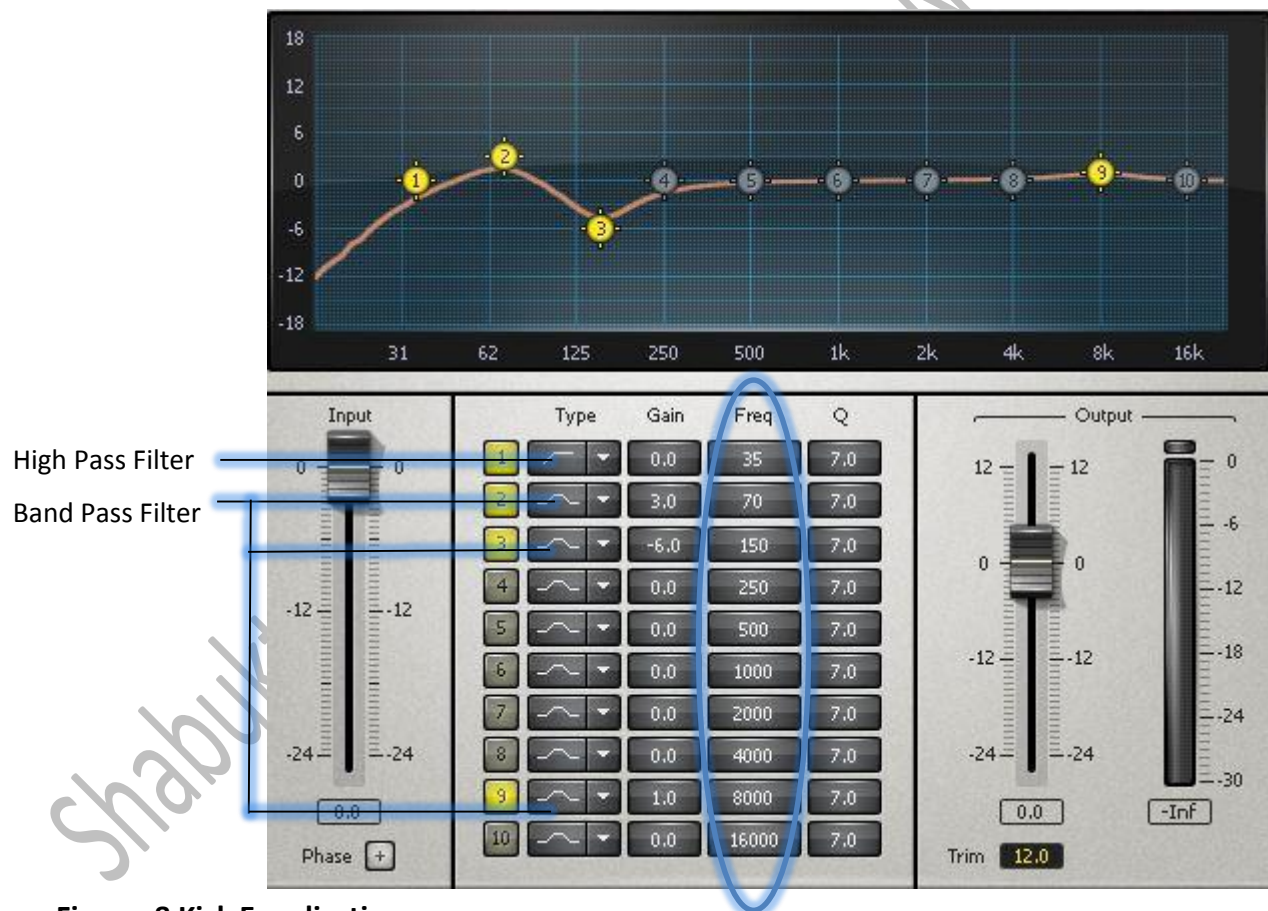 18
12
6
0
-6
-12
-18
1 2 3 4 5 6 7 8 9 10
31 62 125 250 500 1k 2k 4k 8k 16k
Input
Type Gain Freq Q
Output
High Pass Filter
Band Pass Filter
0 0
-12 -12
-24 -24
0.0
Phase +
1 0.0 35 7.0
2 3.0 70 7.0
3 -6.0 150 7.0
4 0.0 250 7.0
5 0.0 500 7.0
6 0.0 1000 7.0
7 0.0 2000 7.0
8 0.0 4000 7.0
9 1.0 8000 7.0
10 0.0 16000 7.0
12 12
0 0
-12 -12
-24 -24
0.0
Trim 12.0
0
-6
-12
-18
-24
-30
-Inf